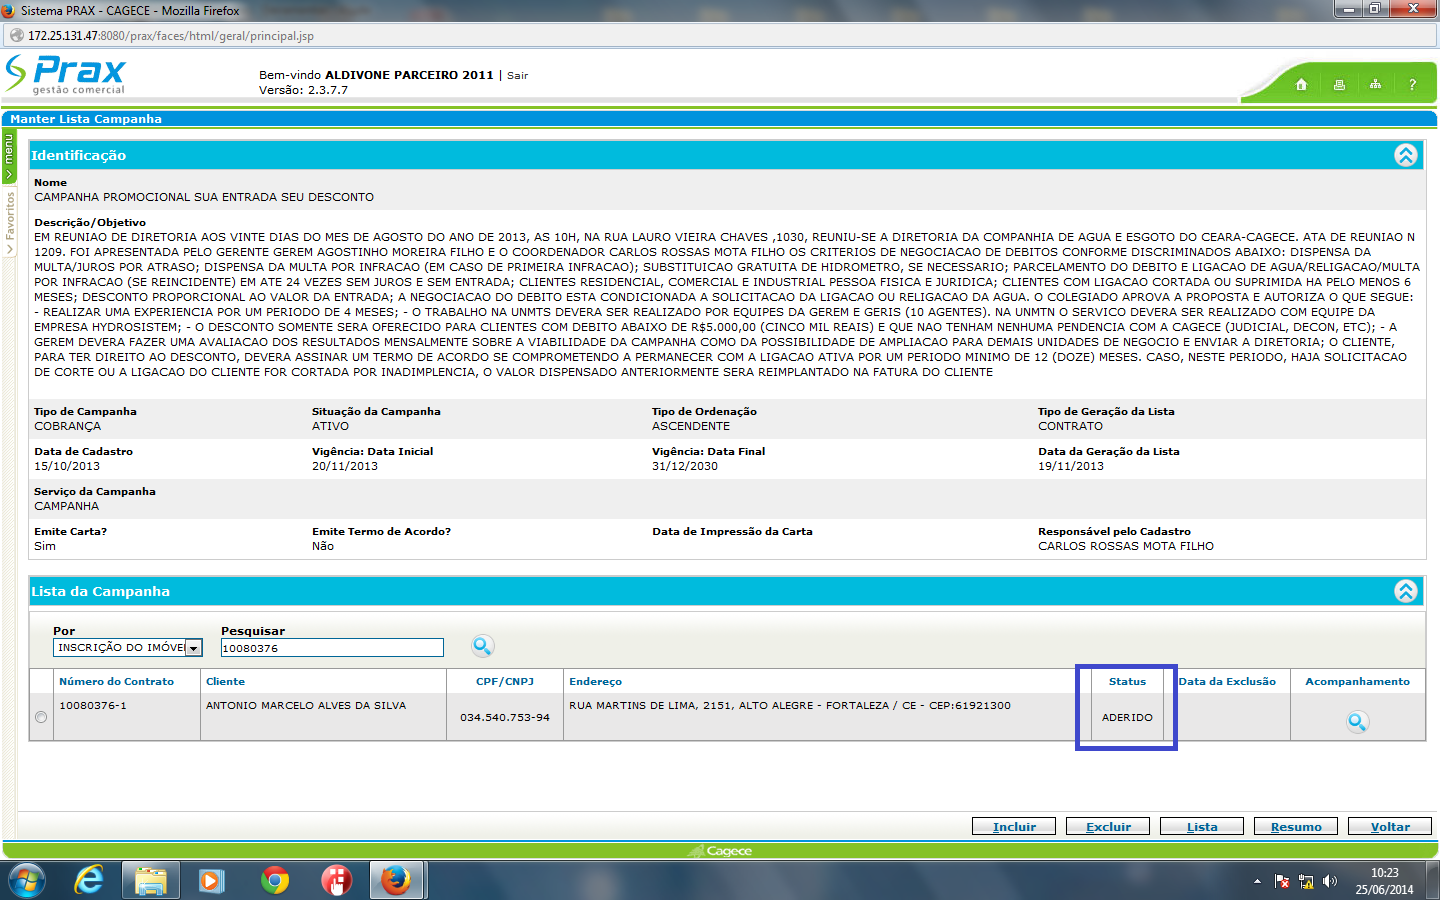 Sistema PRAX - CAGECE - Mozilla Firefox
172.25.131.47:8080/prax/faces/html/geral/principal.jsp
Prax
gestão comercial
Bem-vindo ALDIVONE PARCEIRO 2011 | Sair
Versão: 2.3.7.7
?
Manter Lista Campanha
menu
Favoritos
Identificação
Nome
CAMPANHA PROMOCIONAL SUA ENTRADA SEU DESCONTO
Descrição/Objetivo
EM REUNIAO DE DIRETORIA AOS VINTE DIAS DO MES DE AGOSTO DO ANO DE 2013, AS 10H, NA RUA LAURO VIEIRA CHAVES ,1030, REUNIU-SE A DIRETORIA DA COMPANHIA DE AGUA E ESGOTO DO CEARA-CAGECE. ATA DE REUNIAO N
1209. FOI APRESENTADA PELO GERENTE GEREM AGOSTINHO MOREIRA FILHO E O COORDENADOR CARLOS ROSSAS MOTA FILHO OS CRITERIOS DE NEGOCIACAO DE DEBITOS CONFORME DISCRIMINADOS ABAIXO: DISPENSA DA
MULTA/JUROS POR ATRASO; DISPENSA DA MULTA POR INFRACAO (EM CASO DE PRIMEIRA INFRACAO); SUBSTITUICAO GRATUITA DE HIDROMETRO, SE NECESSARIO; PARCELAMENTO DO DEBITO E LIGACAO DE AGUA/RELIGACAO/MULTA
POR INFRACAO (SE REINCIDENTE) EM ATE 24 VEZES SEM JUROS E SEM ENTRADA; CLIENTES RESIDENCIAL, COMERCIAL E INDUSTRIAL PESSOA FISICA E JURIDICA; CLIENTES COM LIGACAO CORTADA OU SUPRIMIDA HA PELO MENOS 6
MESES; DESCONTO PROPORCIONAL AO VALOR DA ENTRADA; A NEGOCIACAO DO DEBITO ESTA CONDICIONADA A SOLICITACAO DA LIGACAO OU RELIGACAO DA AGUA. O COLEGIADO APROVA A PROPOSTA E AUTORIZA O QUE SEGUE:
- REALIZAR UMA EXPERIENCIA POR UM PERIODO DE 4 MESES; - O TRABALHO NA UNMTS DEVERA SER REALIZADO POR EQUIPES DA GEREM E GERIS (10 AGENTES). NA UNMTN O SERVICO DEVERA SER REALIZADO COM EQUIPE DA
EMPRESA HYDROSISTEM; - O DESCONTO SOMENTE SERA OFERECIDO PARA CLIENTES COM DEBITO ABAIXO DE R$5.000,00 (CINCO MIL REAIS) E QUE NAO TENHAM NENHUMA PENDENCIA COM A CAGECE (JUDICIAL, DECON, ETC); - A
GEREM DEVERA FAZER UMA AVALIACAO DOS RESULTADOS MENSALMENTE SOBRE A VIABILIDADE DA CAMPANHA COMO DA POSSIBILIDADE DE AMPLIACAO PARA DEMAIS UNIDADES DE NEGOCIO E ENVIAR A DIRETORIA; O CLIENTE,
PARA TER DIREITO AO DESCONTO, DEVERA ASSINAR UM TERMO DE ACORDO SE COMPROMETENDO A PERMANECER COM A LIGACAO ATIVA POR UM PERIODO MINIMO DE 12 (DOZE) MESES. CASO, NESTE PERIODO, HAJA SOLICITACAO
DE CORTE OU A LIGACAO DO CLIENTE FOR CORTADA POR INADIMPLENCIA, O VALOR DISPENSADO ANTERIORMENTE SERA REIMPLANTADO NA FATURA DO CLIENTE
Tipo de Campanha Situação da Campanha Tipo de Ordenação Tipo de Geração da Lista
COBRANÇA ATIVO ASCENDENTE CONTRATO
Data de Cadastro Vigência: Data Inicial Vigência: Data Final Data da Geração da Lista
15/10/2013 20/11/2013 31/12/2030 19/11/2013
Serviço da Campanha
CAMPANHA
Emite Carta? Emite Termo de Acordo? Data de Impressão da Carta Responsável pelo Cadastro
Sim Não CARLOS ROSSAS MOTA FILHO
Lista da Campanha
Por Pesquisar
INSCRIÇÃO DO IMÓVE 10080376
Número do Contrato Cliente CPF/CNPJ Endereço Status Data da Exclusão Acompanhamento
10080376-1 ANTONIO MARCELO ALVES DA SILVA 034.540.753-94 RUA MARTINS DE LIMA, 2151, ALTO ALEGRE - FORTALEZA / CE - CEP:61921300 ADERIDO
Incluir Excluir Lista Resumo Voltar
Cagece
10:23
25/06/2014